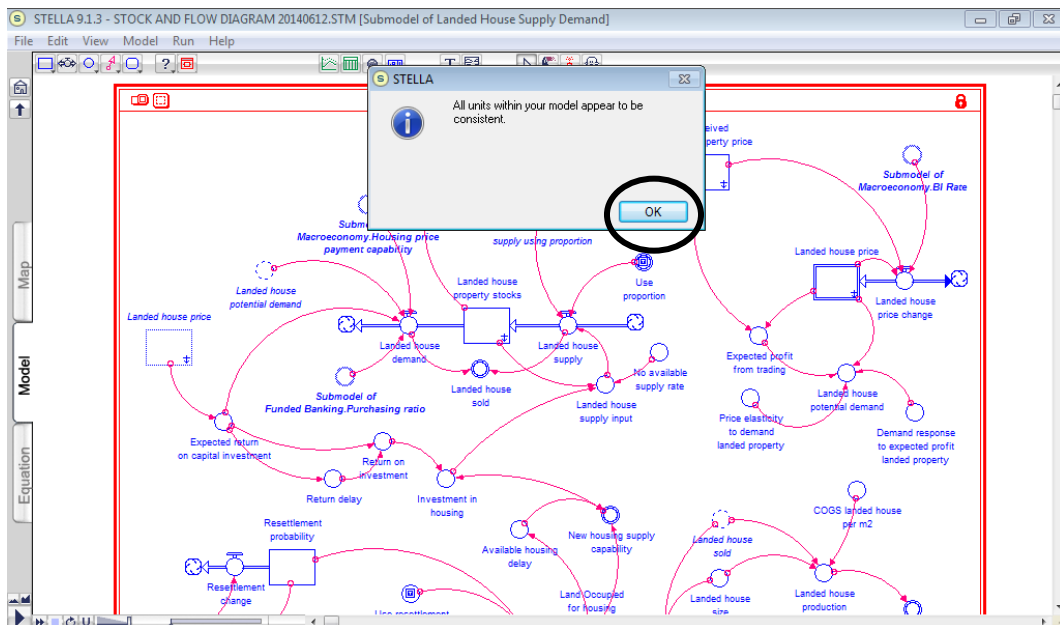 STELLA 9.1.3 - STOCK AND FLOW DIAGRAM 20140612.STM [Submodel of Landed House Supply Demand]
File Edit View Model Run Help
STELLA
All units within your model appear to be
consistent.
OK
Map
Model
Equation
eived
perty price
Submodel of
Macroeconomy.BI Rate
Subm
Macroeconomy.Housing price
payment capability
supply using proportion
Landed house
potential demand
Landed house
property stocks
Use
proportion
Landed house price
Landed house
price change
Landed house price
Landed house
demand
Landed house
supply
Landed house
sold
No available
supply rate
Landed house
supply input
Submodel of
Funded Banking.Purchasing ratio
Expected profit
from trading
Landed house
potential demand
Price elasticity
to demand
landed property
Demand response
to expected profit
landed property
Expected return
on capital investment
Return on
investment
Return delay
Investment in
housing
COGS landed house
per m2
Resettlement
probability
Available housing
delay
New housing supply
capability
Landed house
sold
Resettlement
change
Use resettlement
Land Occupied
for housing
Landed house
size
Landed house
production